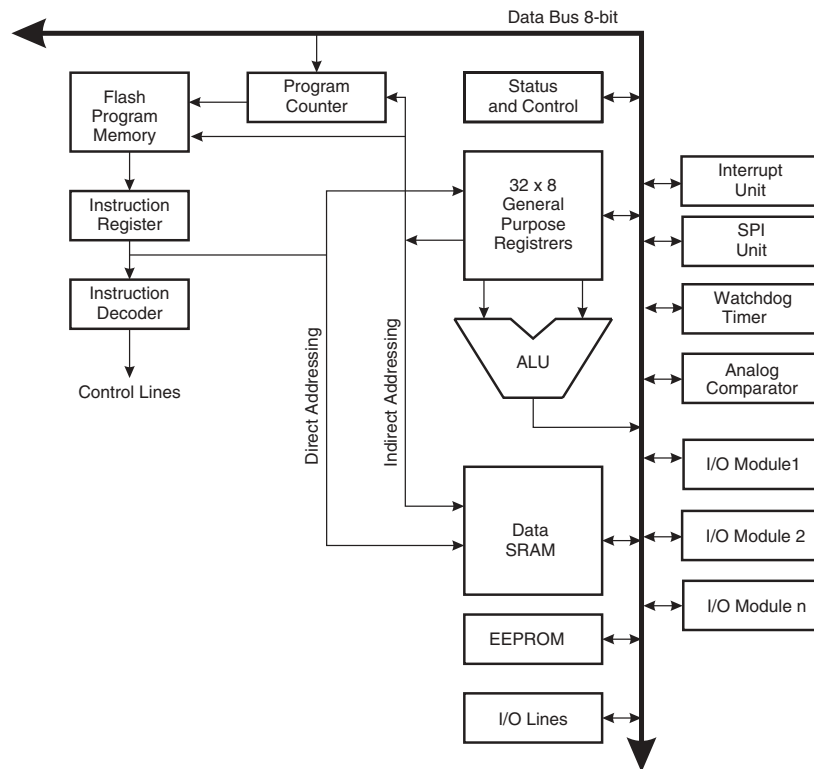 Data Bus 8-bit
Flash
Program
Memory
Program
Counter
Status
and Control
Instruction
Register
32 x 8
General
Purpose
Registrers
Interrupt
Unit
SPI
Unit
Instruction
Decoder
Watchdog
Timer
ALU
Analog
Comparator
Control Lines
Direct Addressing
Indirect Addressing
I/O Module1
Data
SRAM
I/O Module 2
I/O Module n
EEPROM
I/O Lines